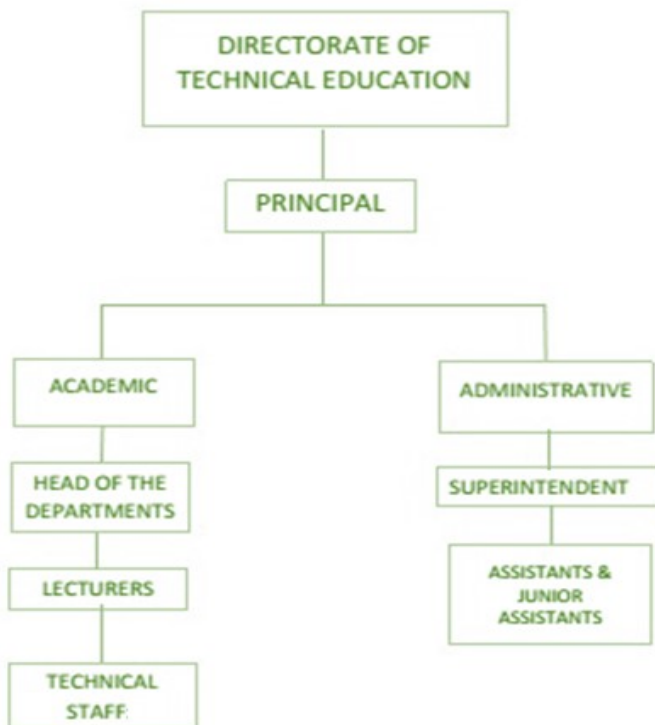 DIRECTORATE OF
TECHNICAL EDUCATION
PRINCIPAL
ACADEMIC
ADMINISTRATIVE
HEAD OF THE
DEPARTMENTS
SUPERINTENDENT
LECTURERS
ASSISTANTS &
JUNIOR
ASSISTANTS
TECHNICAL
STAFF: